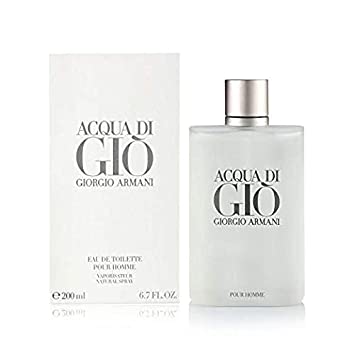 ACQUA DI
GIÒ
GIORGIO ARMANI
EAU DE TOILETTE
POUR HOMME
VAPORISATEUR
NATURAL SPRAY
℮200 ml 6.7 FL.OZ.
ACQUA DI
GIÒ
GIORGIO ARMANI
POUR HOMME